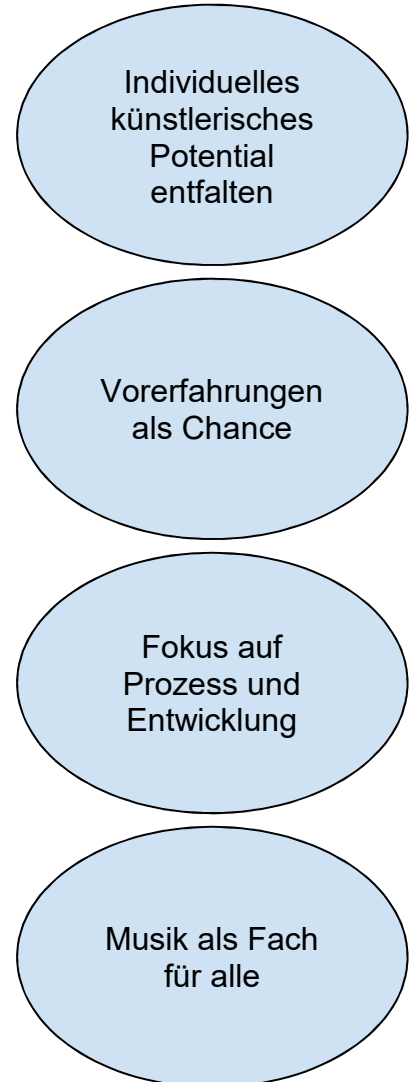 Individuelles
künstlerisches
Potential
entfalten
Vorerfahrungen
als Chance
Fokus auf
Prozess und
Entwicklung
Musik als Fach
für alle